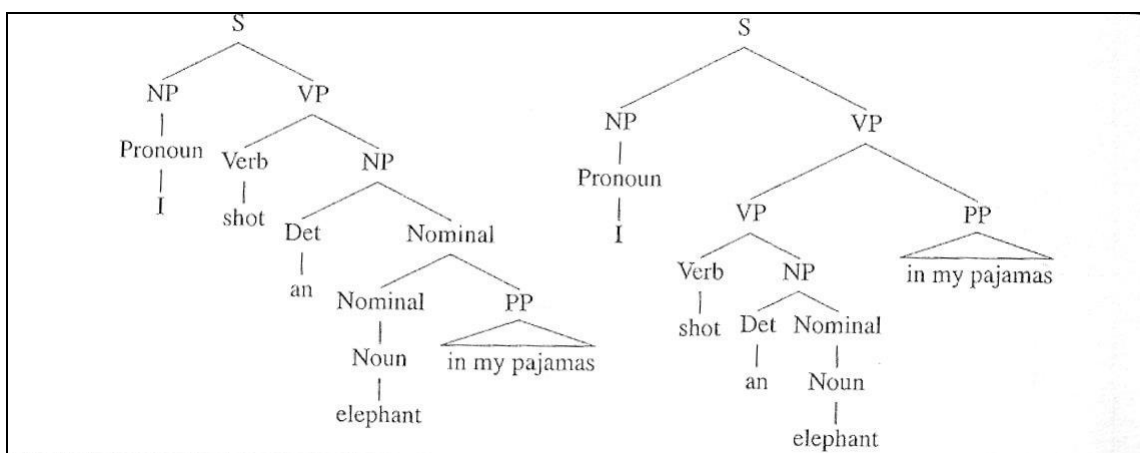 S
NP VP
Pronoun Verb NP
I shot Det Nominal
an Nominal PP
Noun in my pajamas
elephant
S
NP VP
Pronoun VP PP
I in my pajamas
Verb NP
shot Det Nominal
an Noun
elephant